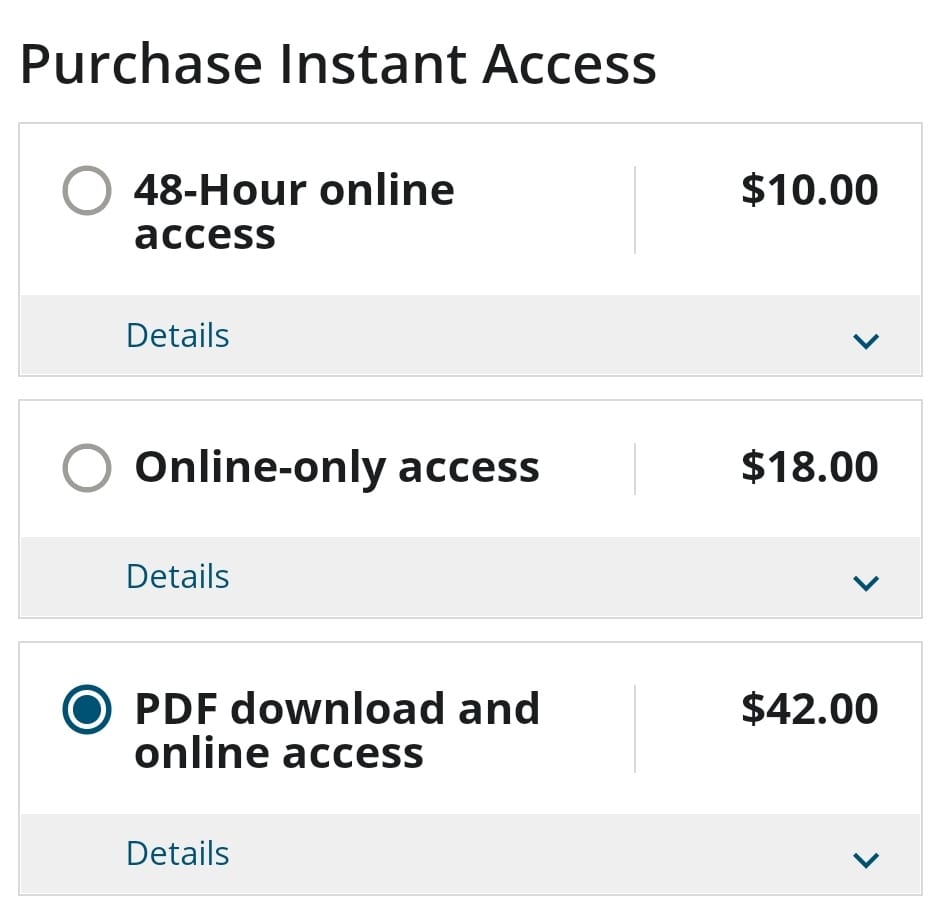 Purchase Instant Access
48-Hour online
access
$10.00
Details
Online-only access
$18.00
Details
PDF download and
online access
$42.00
Details